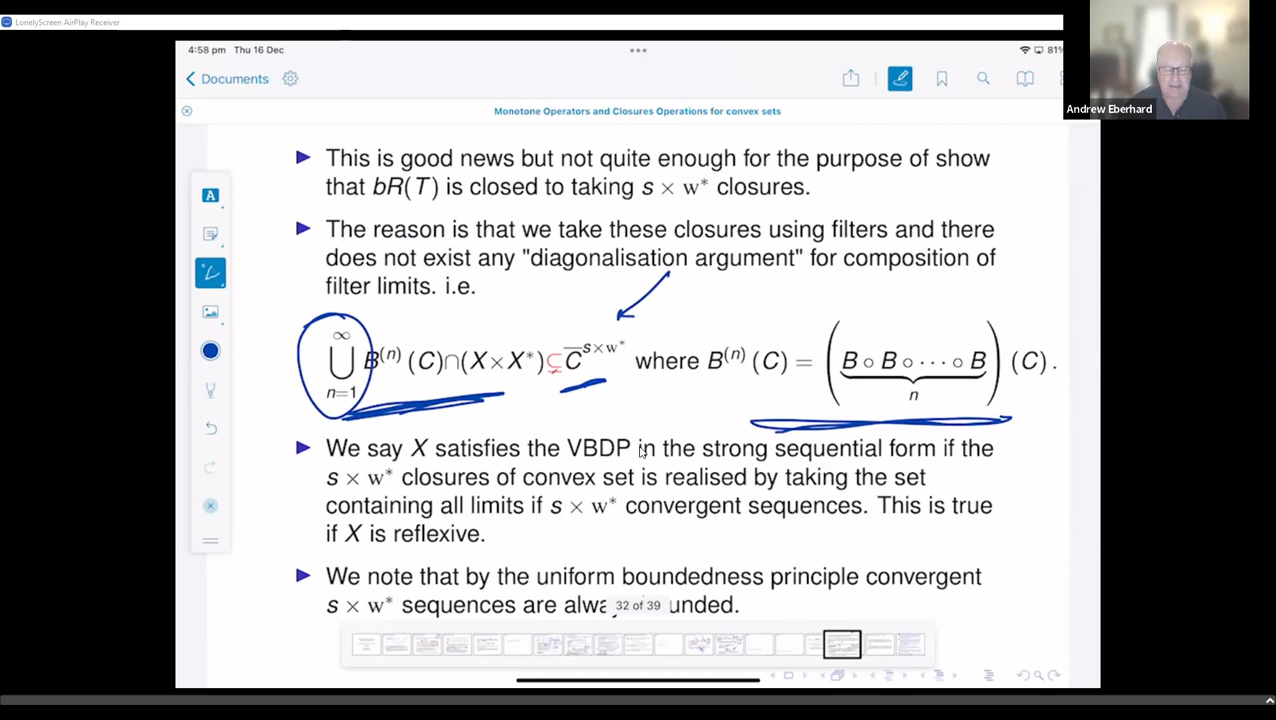 LonelyScreen AirPlay Receiver
4:58 pm Thu 16 Dec
81%
Documents
Andrew Eberhard
Monotone Operators and Closures Operations for convex sets
This is good news but not quite enough for the purpose of show
that bR(T) is closed to taking s × w* closures.
The reason is that we take these closures using filters and there
does not exist any "diagonalisation argument" for composition of
filter limits. i.e.
∞
⋃ B⁽ⁿ⁾ (C)∩(X×X*)⊊C̅ˢ×ʷ* where B⁽ⁿ⁾ (C) = (B ∘ B ∘ ··· ∘ B) (C).
n=1 n
We say X satisfies the VBDP in the strong sequential form if the
s × w* closures of convex set is realised by taking the set
containing all limits if s × w* convergent sequences. This is true
if X is reflexive.
We note that by the uniform boundedness principle convergent
s × w* sequences are alwa unded.
32 of 39